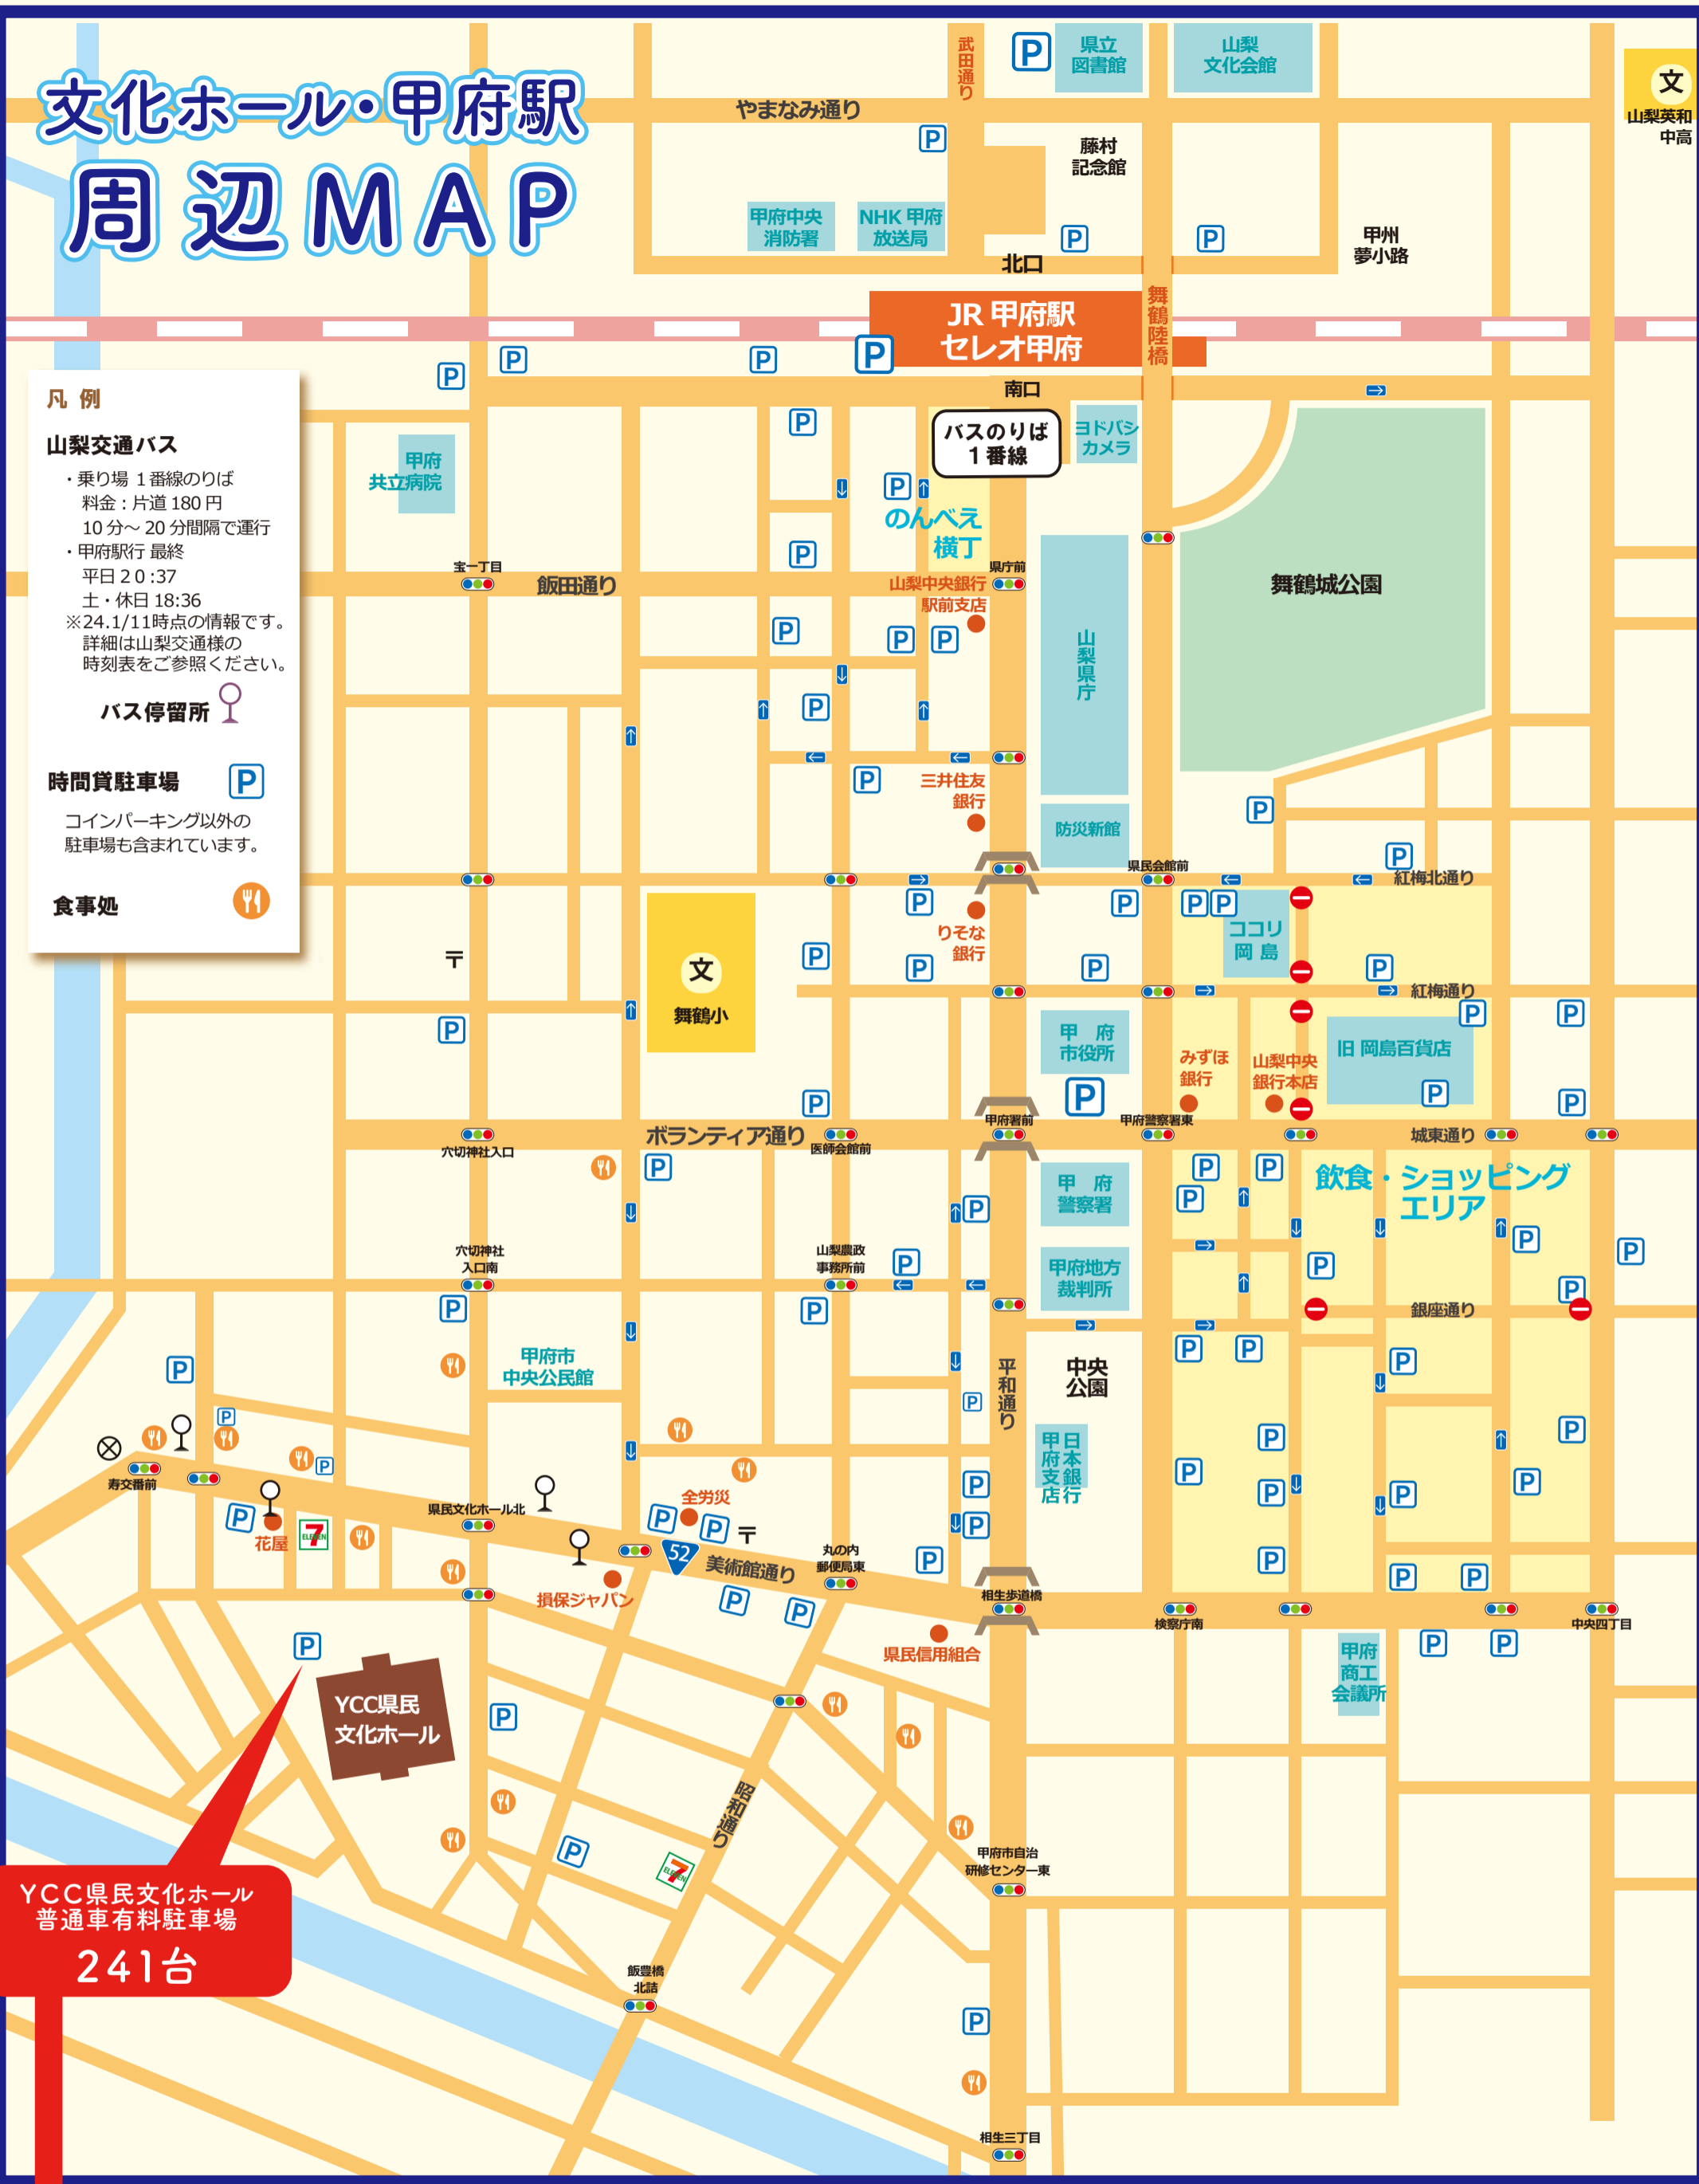 文化ホール・甲府駅
周辺MAP
武田通り
P
県立
図書館
山梨
文化会館
文
山梨英和
中高
やまなみ通り
P
藤村
記念館
甲府中央
消防署
NHK 甲府
放送局
P
P
甲州
夢小路
北口
JR 甲府駅
セレオ甲府
舞鶴陸橋
P
P
P
P
南口
凡 例
山梨交通バス
・乗り場 1番線のりば
料金：片道 180 円
10 分～ 20 分間隔で運行
・甲府駅行 最終
平日２０:37
土・休日 18:36
※24.1/11時点の情報です。
詳細は山梨交通様の
時刻表をご参照ください。
バス停留所
時間貸駐車場
P
コインパーキング以外の
駐車場も含まれています。
食事処
甲府
共立病院
P
バスのりば
1 番線
ヨドバシ
カメラ
P
のんべえ
横丁
P
宝一丁目
飯田通り
県庁前
山梨中央銀行
駅前支店
舞鶴城公園
P
P
P
山梨県庁
P
P
三井住友
銀行
防災新館
P
県民会館前
P
紅梅北通り
P
りそな
銀行
P
P
P
ココリ
岡 島
〒
文
舞鶴小
P
P
P
P
紅梅通り
P
P
P
甲 府
市役所
P
みずほ
銀行
山梨中央
銀行本店
旧 岡島百貨店
P
P
P
甲府署前
甲府警察署東
穴切神社入口
ボランティア通り
医師会館前
城東通り
P
甲 府
警察署
P
P
P
飲食・ショッピング
エリア
P
穴切神社
入口南
山梨農政
事務所前
P
甲府地方
裁判所
P
P
P
P
P
P
銀座通り
P
甲府市
中央公民館
平和通り
中央
公園
P
P
P
P
P
P
P
日本銀行
甲府支店
P
P
P
P
寿交番前
P
花屋
7
ELEVEN
県民文化ホール北
全労災
P
P
〒
52
美術館通り
丸の内
郵便局東
P
P
P
P
P
P
P
P
P
P
損保ジャパン
P
P
相生歩道橋
検察庁南
中央四丁目
県民信用組合
甲府
商工
会議所
P
P
P
YCC県民
文化ホール
P
昭和通り
P
7
ELEVEN
甲府市自治
研修センター東
YCC県民文化ホール
普通車有料駐車場
241台
飯豊橋
北詰
P
相生三丁目